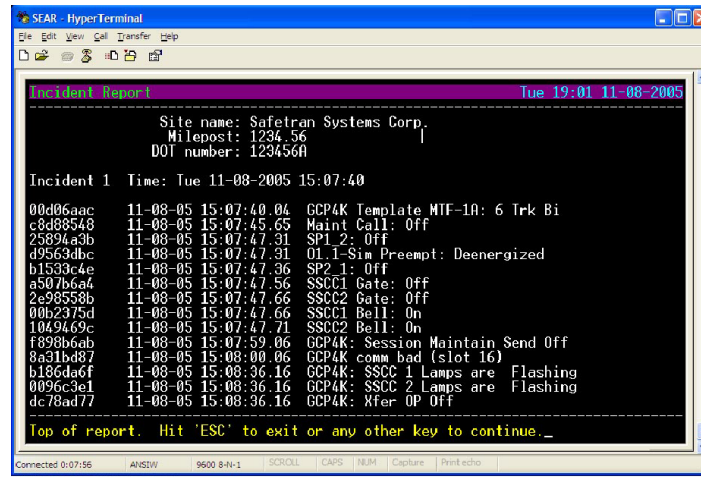 SEAR - HyperTerminal
File Edit View Call Transfer Help
Incident Report Tue 19:01 11-08-2005
Site name: Safetran Systems Corp.
Milepost: 1234.56
DOT number: 123456A
Incident 1 Time: Tue 11-08-2005 15:07:40
00d06aac 11-08-05 15:07:40.04 GCP4K Template MTF-1A: 6 Trk Bi
c8d88548 11-08-05 15:07:45.65 Maint Call: Off
25894a3b 11-08-05 15:07:47.31 SP1_2: Off
d9563dbc 11-08-05 15:07:47.31 01.1-Sim Preempt: Deenergized
b1533c4e 11-08-05 15:07:47.36 SP2_1: Off
a507b6a4 11-08-05 15:07:47.56 SSCC1 Gate: Off
2e98558b 11-08-05 15:07:47.66 SSCC2 Gate: Off
00b2375d 11-08-05 15:07:47.66 SSCC1 Bell: On
1049469c 11-08-05 15:07:47.71 SSCC2 Bell: On
f898b6ab 11-08-05 15:07:59.06 GCP4K: Session Maintain Send Off
8a31bd87 11-08-05 15:08:00.06 GCP4K comm bad (slot 16)
b186da6f 11-08-05 15:08:36.16 GCP4K: SSCC 1 Lamps are Flashing
0096c3e1 11-08-05 15:08:36.16 GCP4K: SSCC 2 Lamps are Flashing
dc78ad77 11-08-05 15:08:36.16 GCP4K: Xfer OP Off
Top of report. Hit 'ESC' to exit or any other key to continue._
Connected 0:07:56 ANSIW 9600 8-N-1 SCROLL CAPS NUM Capture Print echo